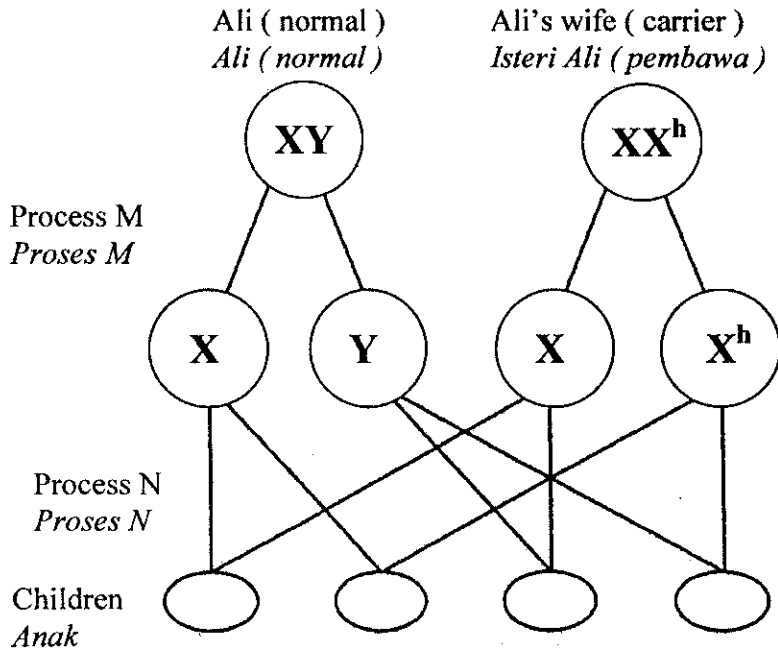 Ali ( normal )
Ali ( normal )
Ali's wife ( carrier )
Isteri Ali ( pembawa )
XY
XX^h
Process M
Proses M
X
Y
X
X^h
Process N
Proses N
Children
Anak